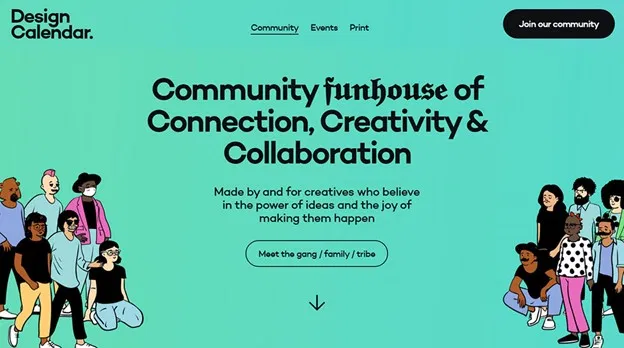 Design
Calendar.
Community Events Print
Join our community
Community funhouse of
Connection, Creativity &
Collaboration
Made by and for creatives who believe
in the power of ideas and the joy of
making them happen
Meet the gang / family / tribe